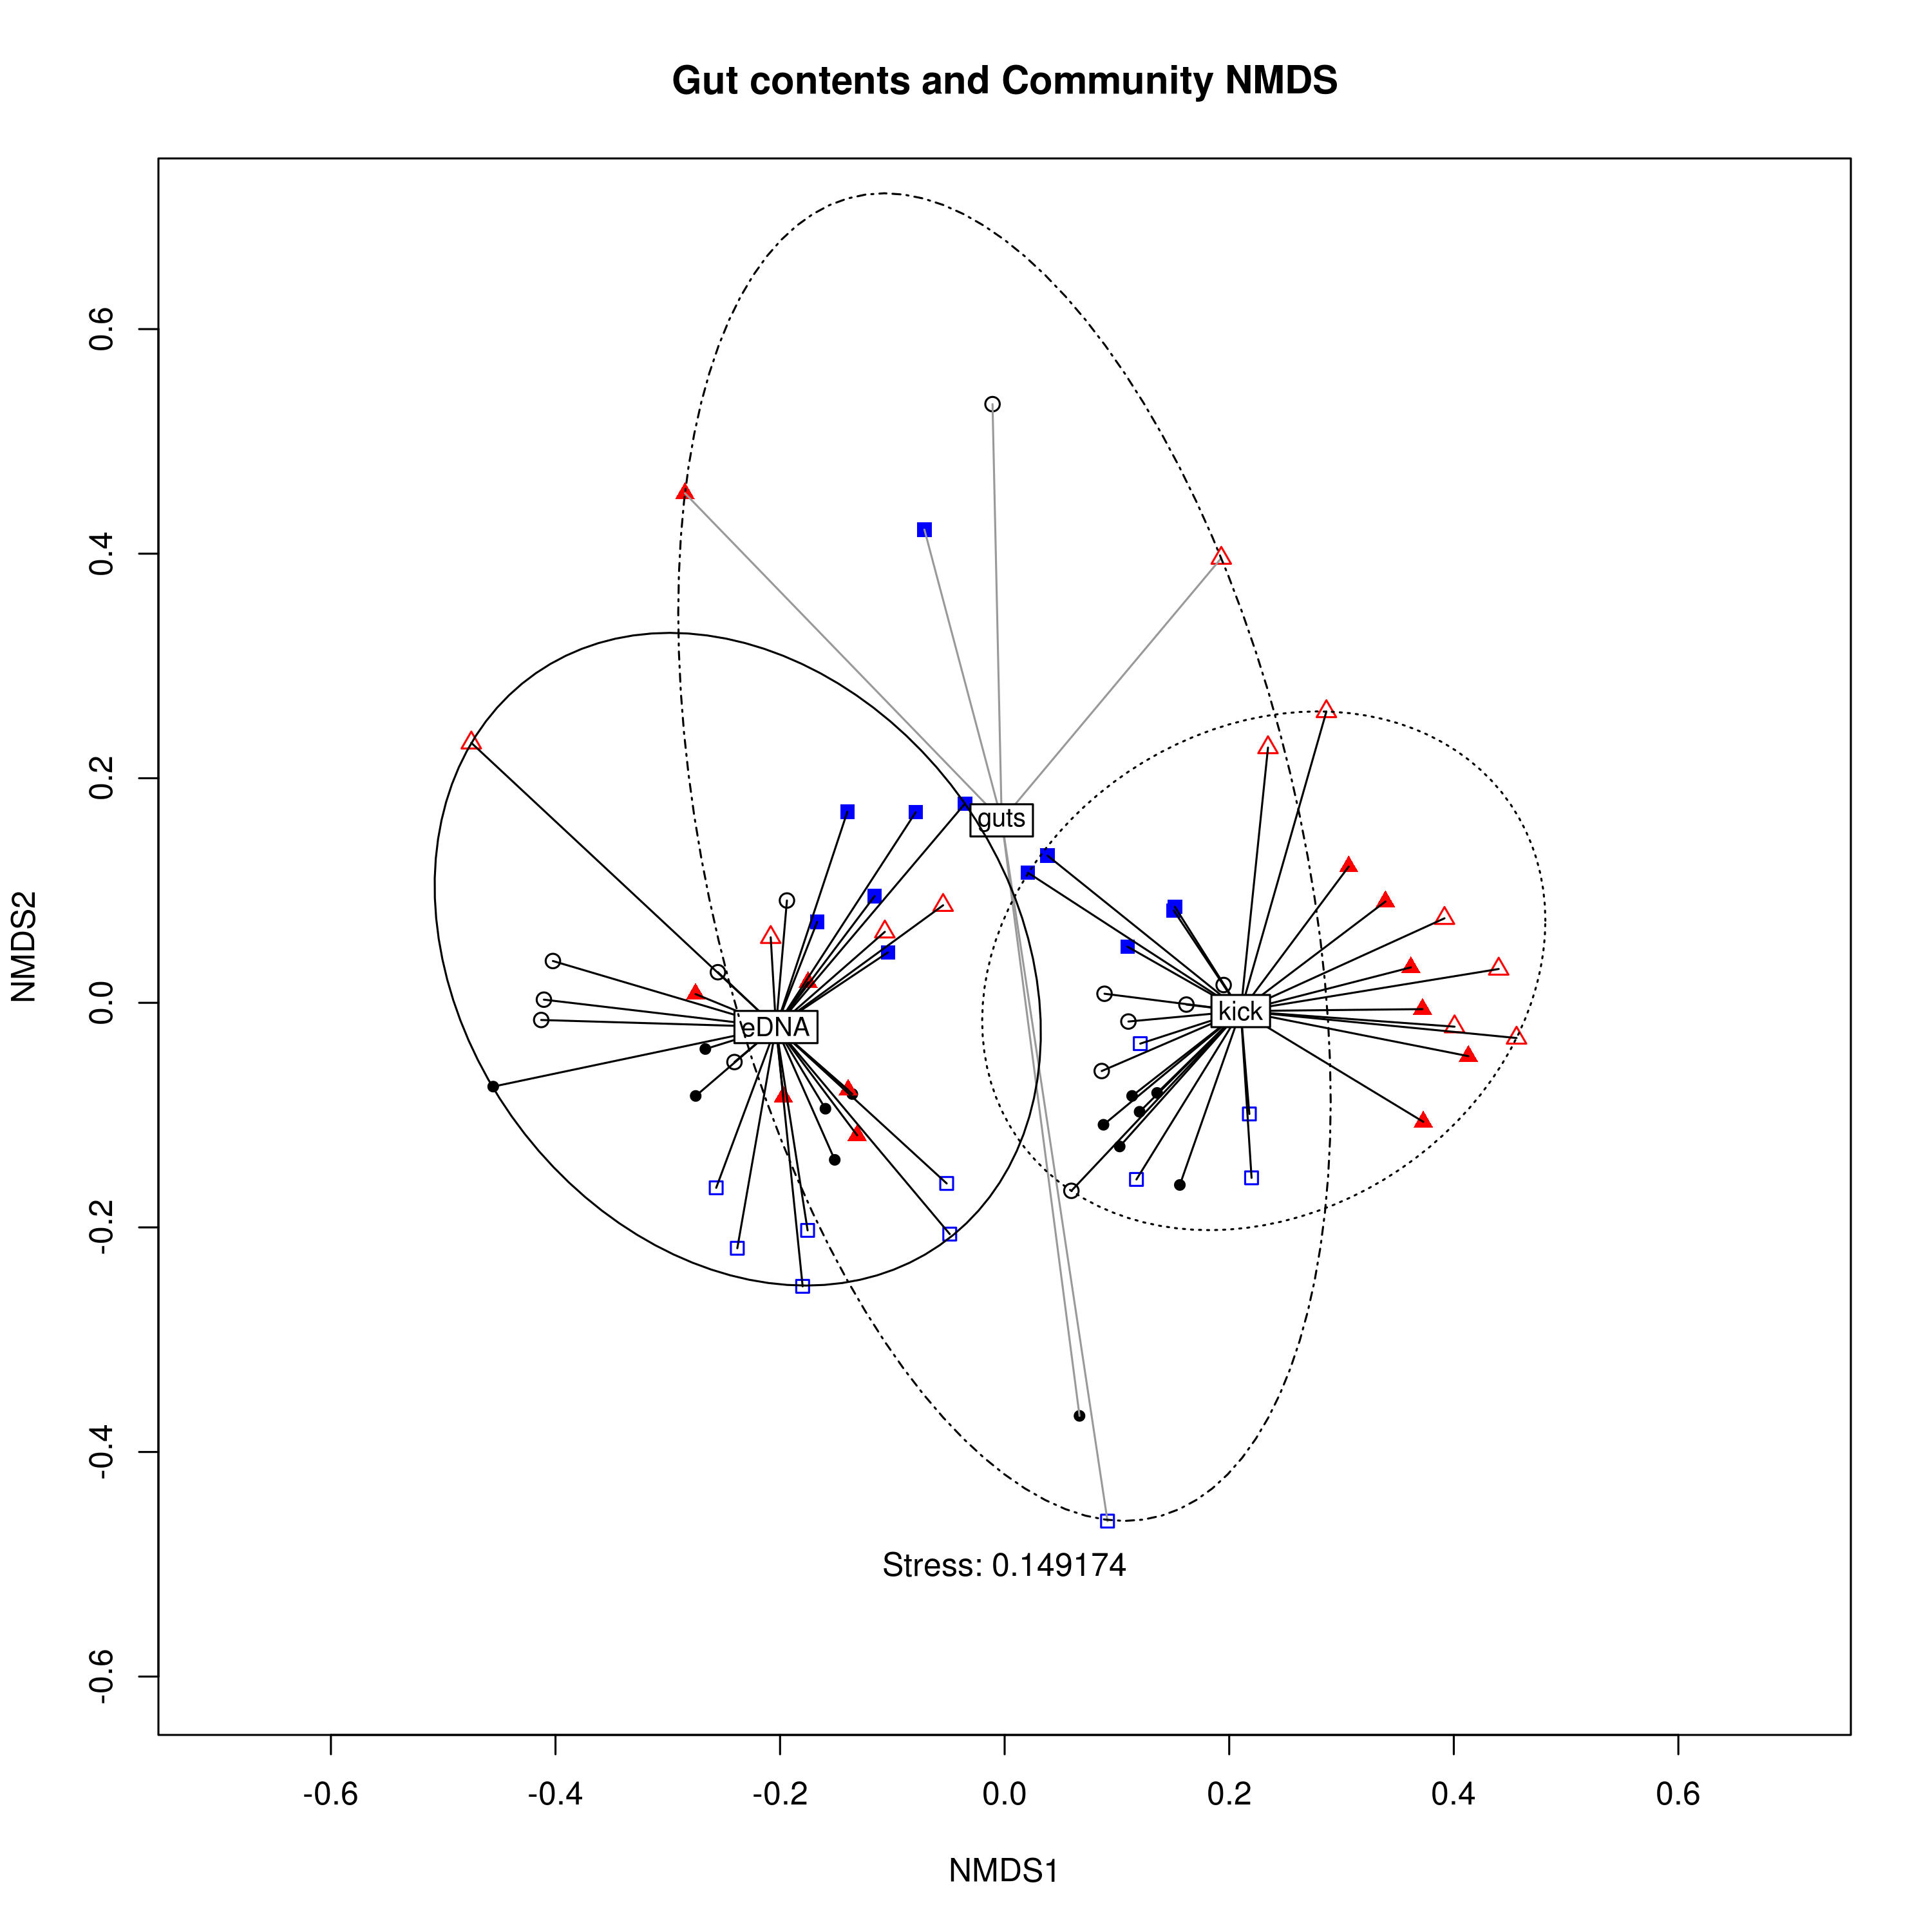 Gut contents and Community NMDS
NMDS2
0.6
0.4
0.2
0.0
-0.2
-0.4
-0.6
guts
eDNA
kick
Stress: 0.149174
-0.6 -0.4 -0.2 0.0 0.2 0.4 0.6
NMDS1